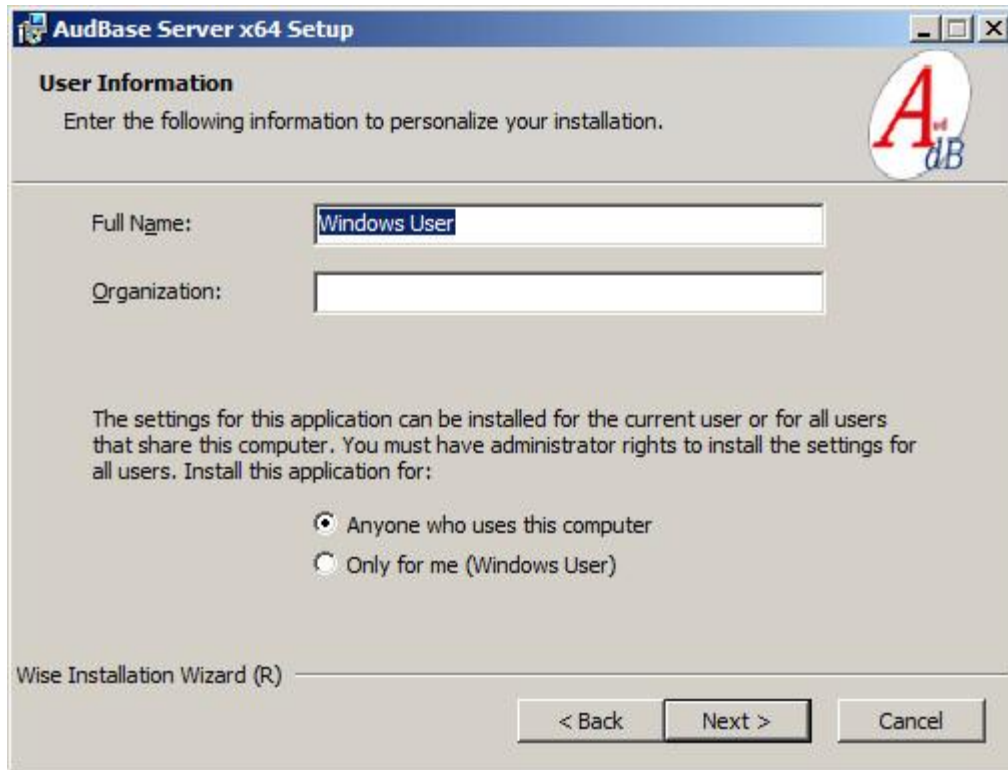 AudBase Server x64 Setup
User Information
Enter the following information to personalize your installation.
A
ud
dB
Full Name:
Windows User
Organization:
The settings for this application can be installed for the current user or for all users
that share this computer. You must have administrator rights to install the settings for
all users. Install this application for:
Anyone who uses this computer
Only for me (Windows User)
Wise Installation Wizard (R)
< Back
Next >
Cancel